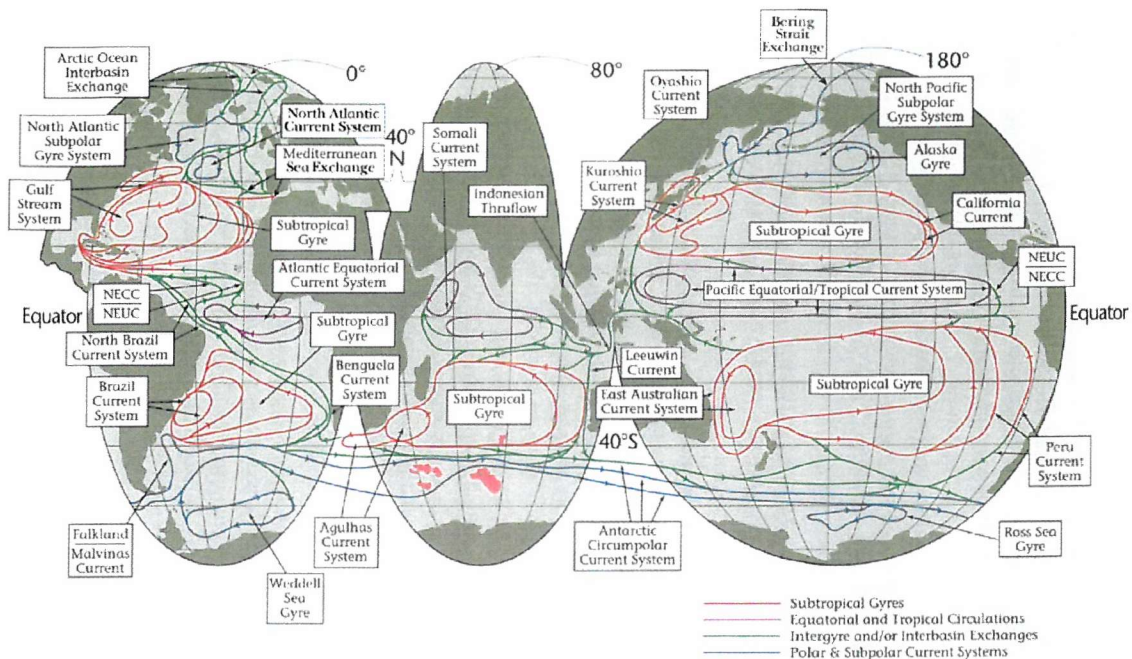 Arctic Ocean
Interbasin
Exchange
0°
80°
Bering
Strait
Exchange
180°
North Atlantic
Subpolar
Gyre System
North Atlantic
Current System
40°
N
Mediterranean
Sea Exchange
Somali
Current
System
Oyashio
Current
System
North Pacific
Subpolar
Gyre System
Alaska
Gyre
Gulf
Stream
System
Subtropical
Gyre
Indonesian
Thruflow
Kuroshio
Current
System
Subtropical Gyre
California
Current
Atlantic Equatorial
Current System
NECC
NEUC
Pacific Equatorial/Tropical Current System
NEUC
NECC
Equator
Equator
North Brazil
Current System
Subtropical
Gyre
Brazil
Current
System
Benguela
Current
System
Subtropical
Gyre
Leeuwin
Current
East Australian
Current System
Subtropical Gyre
40°S
Peru
Current
System
Falkland
Malvinas
Current
Weddell
Sea
Gyre
Agulhas
Current
System
Antarctic
Circumpolar
Current System
Ross Sea
Gyre
Subtropical Gyres
Equatorial and Tropical Circulations
Intergyre and/or Interbasin Exchanges
Polar & Subpolar Current Systems